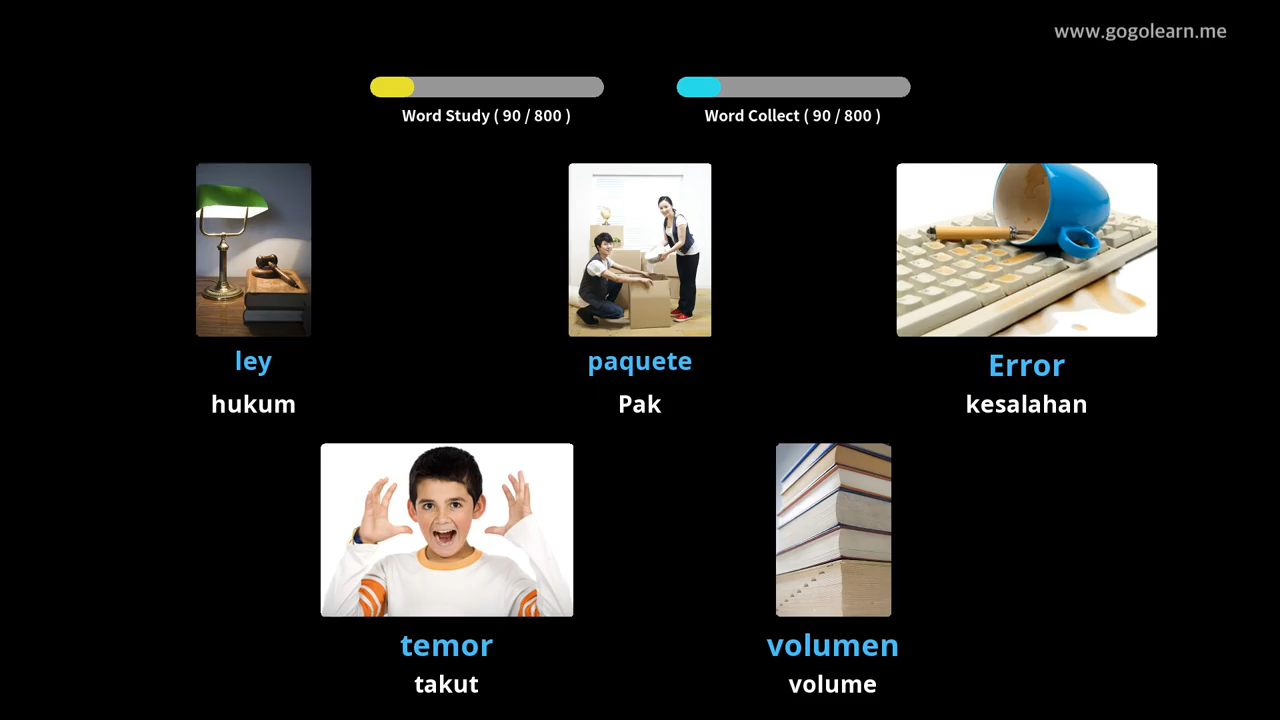 www.gogolearn.me
Word Study ( 90 / 800 )
Word Collect ( 90 / 800 )
ley
hukum
paquete
Pak
Error
kesalahan
temor
takut
volumen
volume